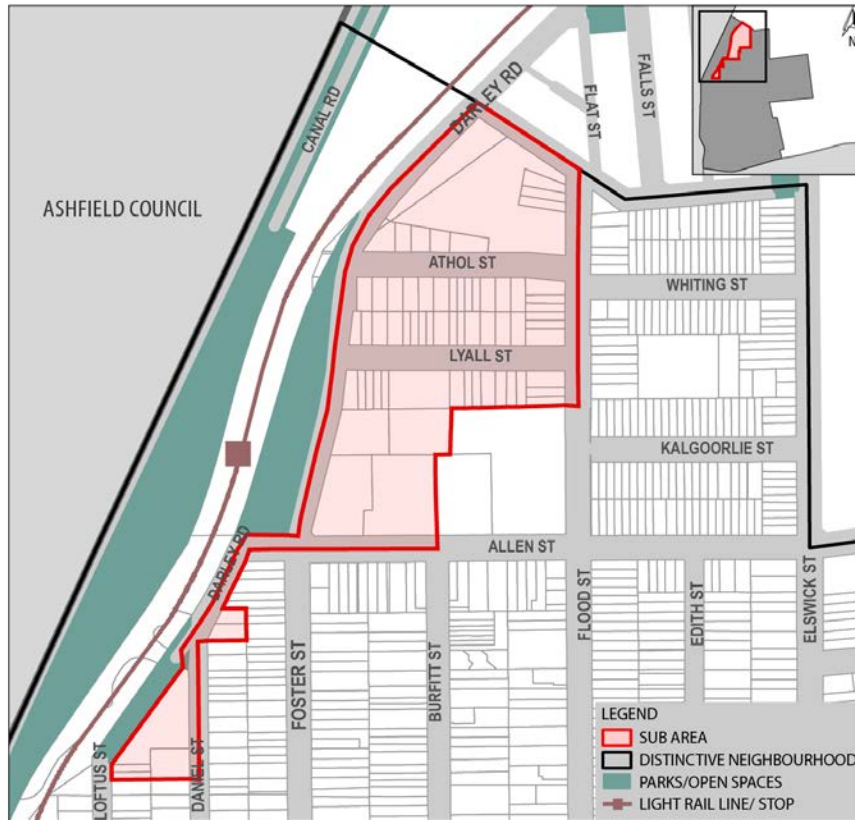 DARLEY RD
CANAL RD
FLAT ST
FALLS ST
N
ASHFIELD COUNCIL
ATHOL ST
WHITING ST
LYALL ST
KALGOORLIE ST
ALLEN ST
DARLEY RD
FOSTER ST
BURFITT ST
FLOOD ST
EDITH ST
ELSWICK ST
LOFTUS ST
DANIEL ST
LEGEND
SUB AREA
DISTINCTIVE NEIGHBOURHOOD
PARKS/OPEN SPACES
LIGHT RAIL LINE/ STOP